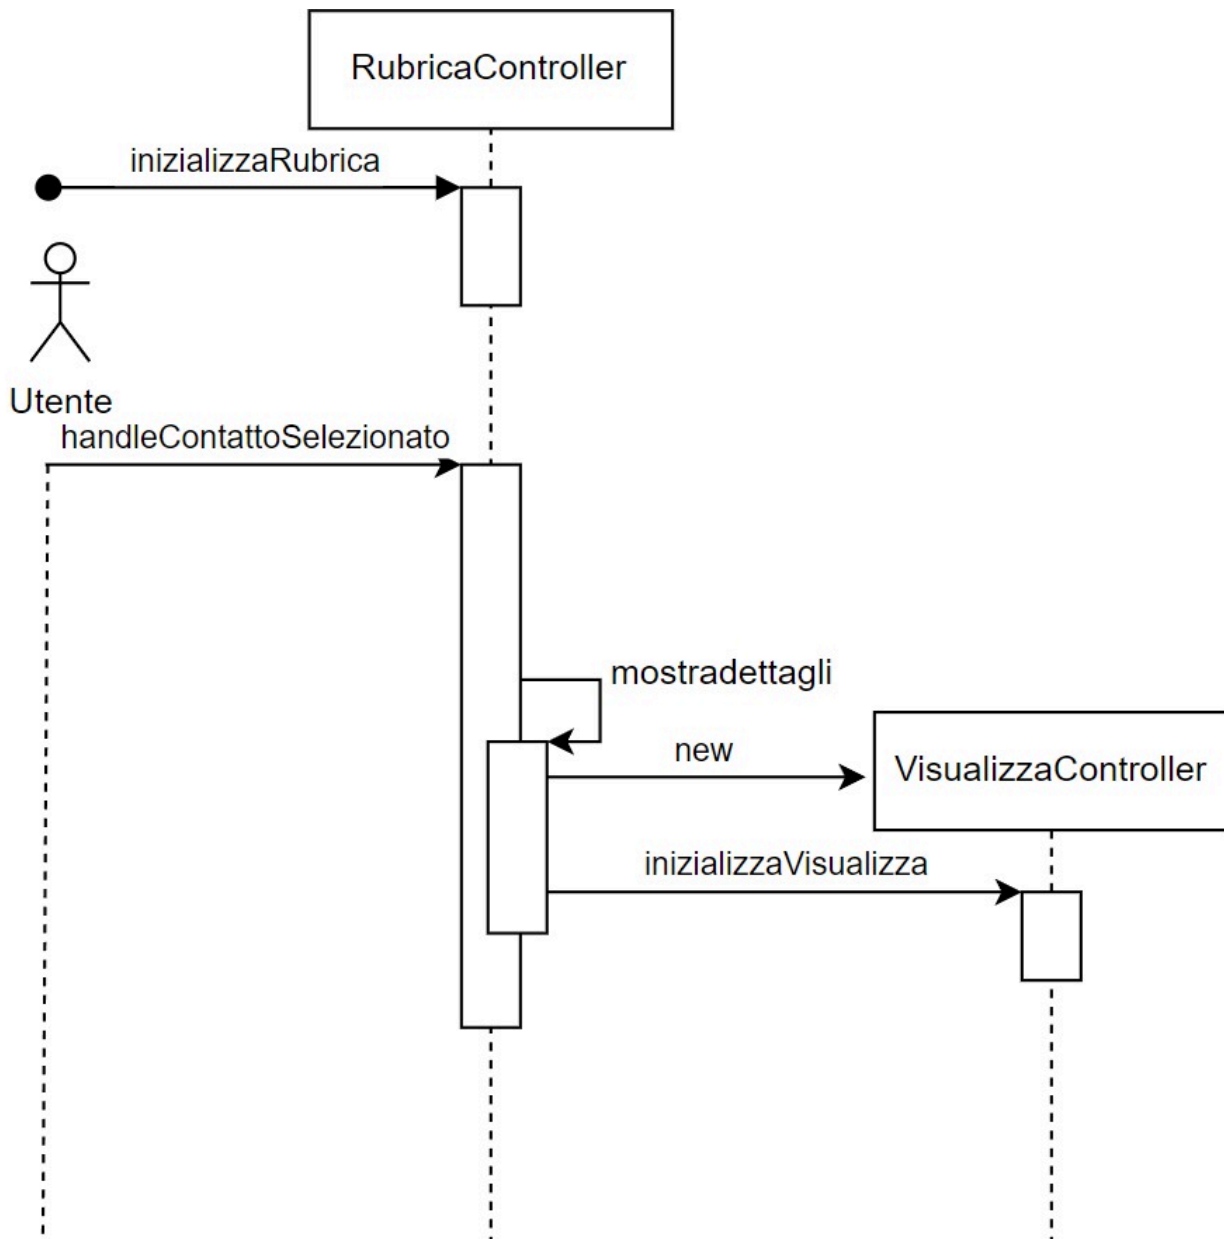 RubricaController
inizializzaRubrica
Utente
handleContattoSelezionato
mostradettagli
new
VisualizzaController
inizializzaVisualizza